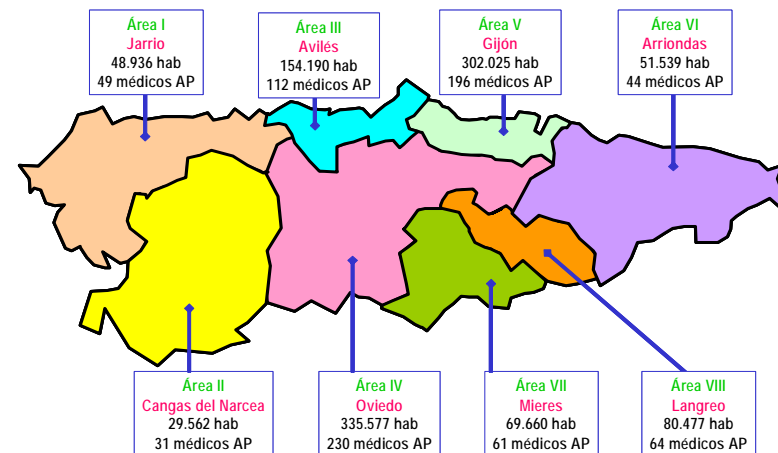 Área I
Jarrio
48.936 hab
49 médicos AP
Área III
Avilés
154.190 hab
112 médicos AP
Área V
Gijón
302.025 hab
196 médicos AP
Área VI
Arriondas
51.539 hab
44 médicos AP
Área II
Cangas del Narcea
29.562 hab
31 médicos AP
Área IV
Oviedo
335.577 hab
230 médicos AP
Área VII
Mieres
69.660 hab
61 médicos AP
Área VIII
Langreo
80.477 hab
64 médicos AP